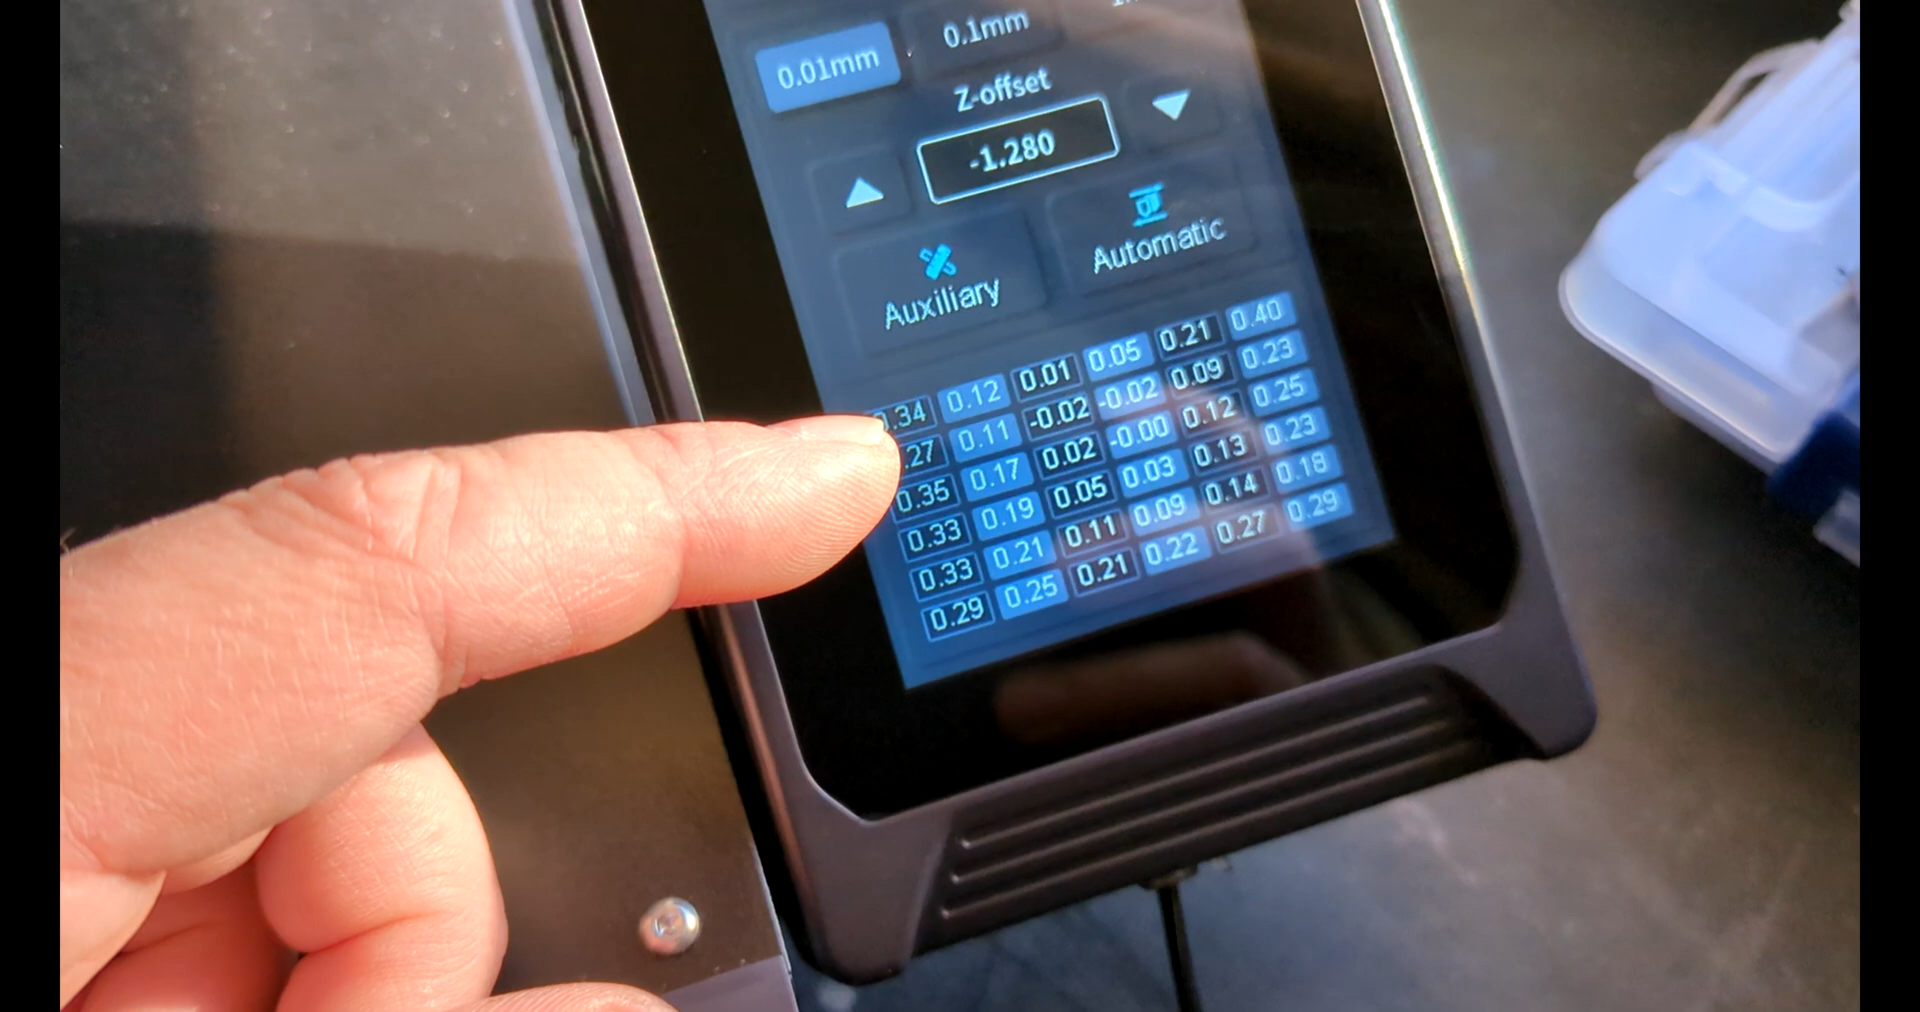 0.01mm 0.1mm
Z-offset
-1.280
Auxiliary Automatic
0.34 0.12 0.01 0.05 0.21 0.40
.27 0.11 -0.02 -0.02 0.09 0.23
0.35 0.17 0.02 -0.00 0.12 0.25
0.33 0.19 0.05 0.03 0.13 0.23
0.33 0.21 0.11 0.09 0.14 0.18
0.29 0.25 0.21 0.22 0.27 0.29